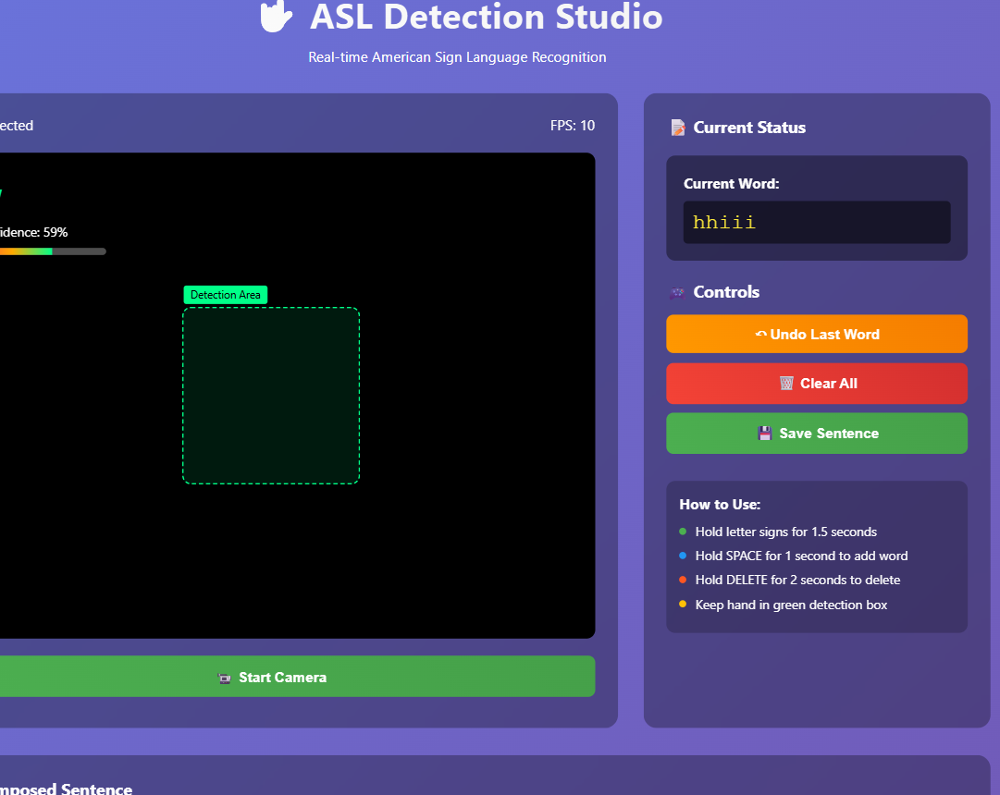 ASL Detection Studio
Real-time American Sign Language Recognition
ected
FPS: 10
idence: 59%
Detection Area
Start Camera
Current Status
Current Word:
hhiii
Controls
Undo Last Word
Clear All
Save Sentence
How to Use:
Hold letter signs for 1.5 seconds
Hold SPACE for 1 second to add word
Hold DELETE for 2 seconds to delete
Keep hand in green detection box
mposed Sentence